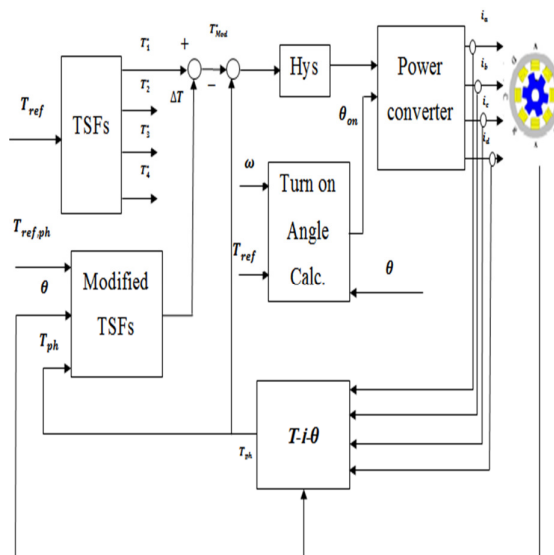 T*1
+
T*Mod
ia
Tref
TSFs
T*2
ΔT
−
Hys
Power
converter
ib
T*3
θon
ic
T*4
id
ω
Turn on
Angle
Calc.
Tref
θ
Tref,ph
θ
Modified
TSFs
Tph
Tph
T-i-θ